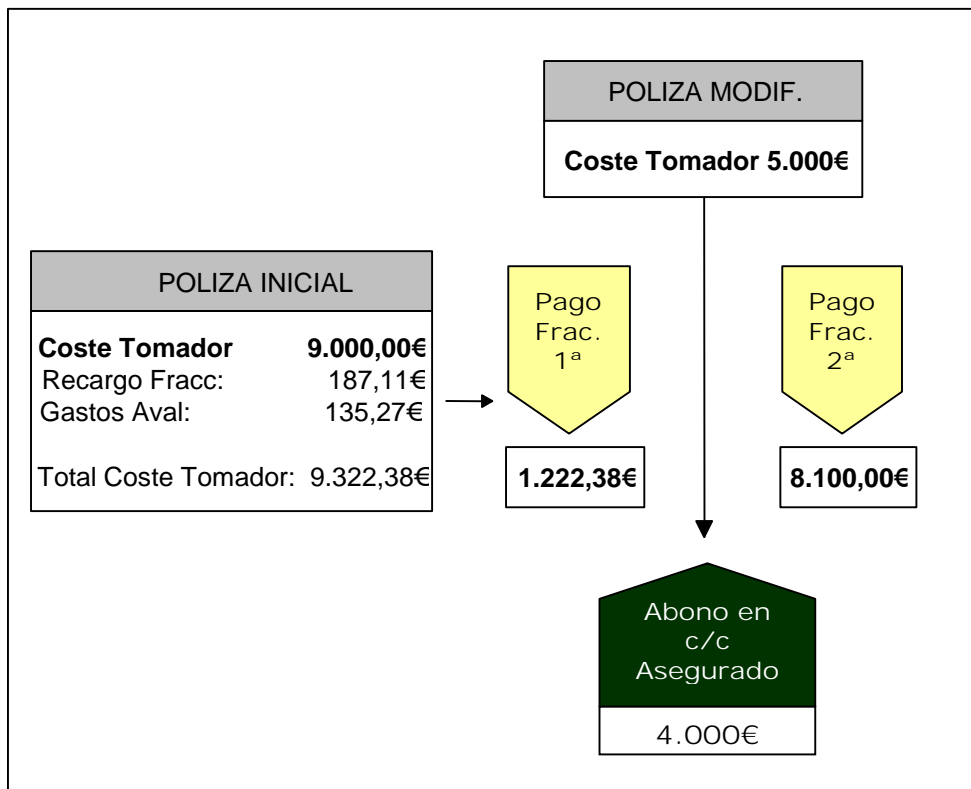 POLIZA MODIF.
Coste Tomador 5.000€
POLIZA INICIAL
Coste Tomador 9.000,00€
Recargo Fracc: 187,11€
Gastos Aval: 135,27€
Total Coste Tomador: 9.322,38€
Pago
Frac.
1ª
1.222,38€
Pago
Frac.
2ª
8.100,00€
Abono en
c/c
Asegurado
4.000€